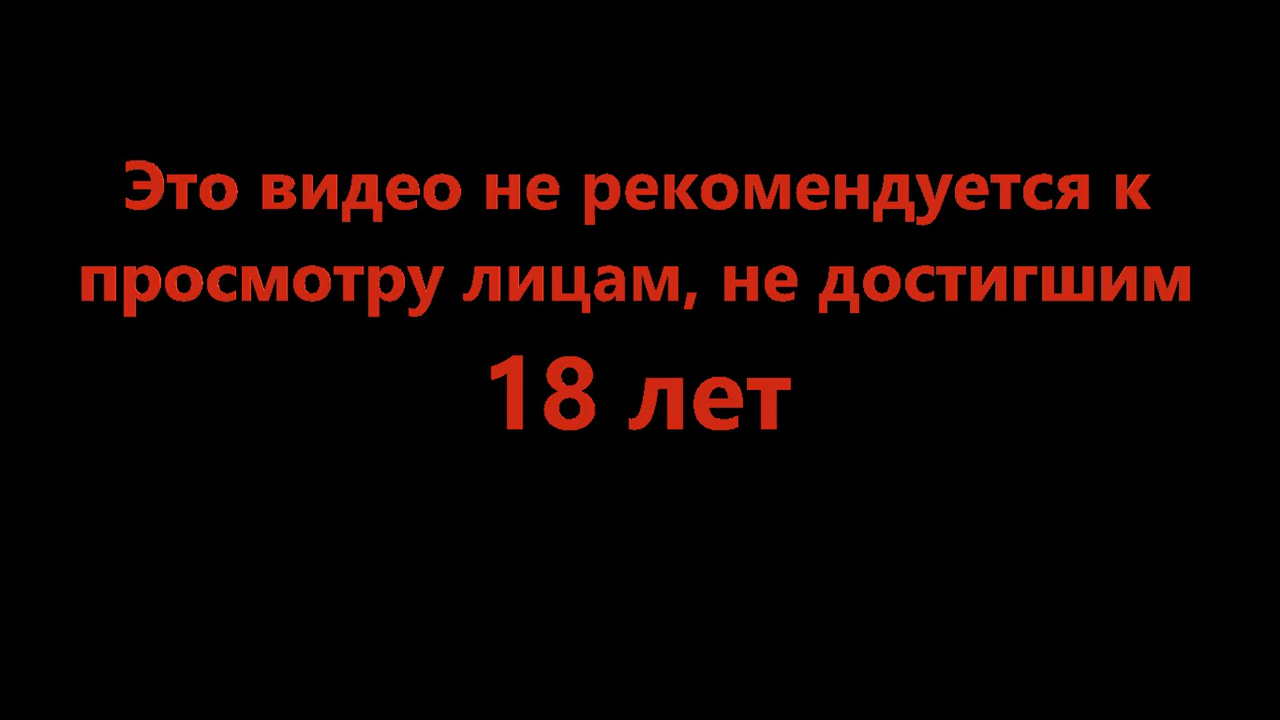 Это видео не рекомендуется к
просмотру лицам, не достигшим
18 лет